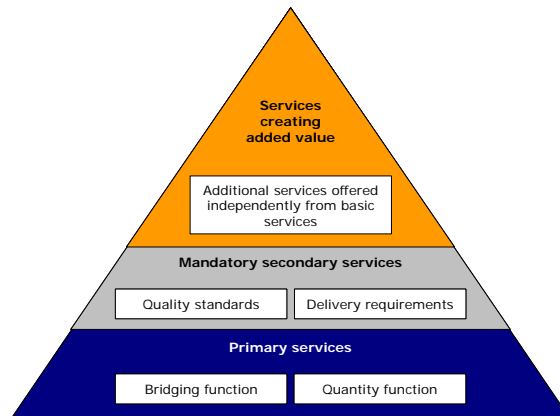 Services
creating
added value
Additional services offered
independently from basic
services
Mandatory secondary services
Quality standards
Delivery requirements
Primary services
Bridging function
Quantity function